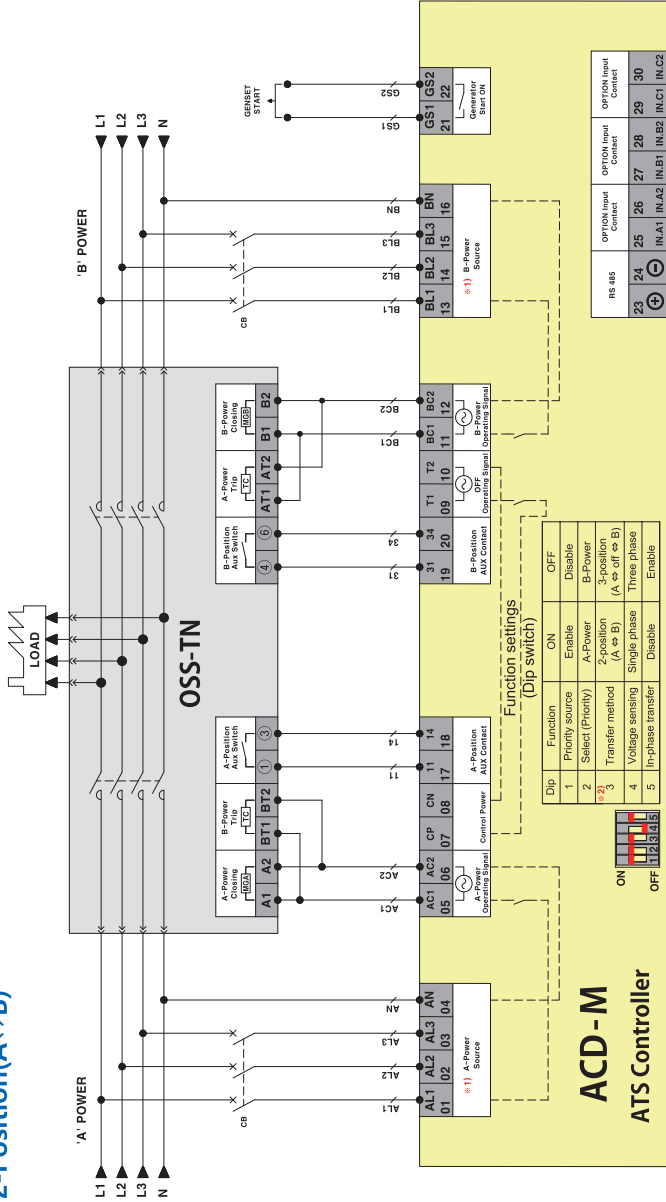 2-Position(A↔B)
'A' POWER
L1
L2
L3
N
'B' POWER
L1
L2
L3
N
LOAD
OSS-TN
CB
CB
GENSET
START
A-Power
Closing
MGA
A1 A2
B-Power
Trip
TC
BT1 BT2
A-Position
Aux Switch
① ③
B-Position
Aux Switch
④ ⑥
A-Power
Trip
TC
AT1 AT2
B-Power
Closing
MGB
B1 B2
AL1 AL2 AL3 AN
AC1 AC2
11 14
31 34
BC1 BC2
BL1 BL2 BL3 BN
GS1 GS2
AL1 AL2 AL3 AN
01 02 03 04
※1) A-Power
Source
AC1 AC2
05 06
A-Power
Operating Signal
CP CN
07 08
Control Power
11 14
17 18
A-Position
AUX Contact
31 34
19 20
B-Position
AUX Contact
T1 T2
09 10
OFF
Operating Signal
BC1 BC2
11 12
B-Power
Operating Signal
BL1 BL2 BL3 BN
13 14 15 16
※1) B-Power
Source
GS1 GS2
21 22
Generator
Start ON
Function settings
(Dip switch)
Dip Function ON OFF
1 Priority source Enable Disable
2 Select (Priority) A-Power B-Power
※2)
3 Transfer method 2-position (A ⇔ B) 3-position (A ⇔ off ⇔ B)
4 Voltage sensing Single phase Three phase
5 In-phase transfer Disable Enable
ON
OFF
1 2 3 4 5
ACD-M
ATS Controller
RS 485
23 24
+ −
OPTION Input
Contact
25 26
IN.A1 IN.A2
OPTION Input
Contact
27 28
IN.B1 IN.B2
OPTION Input
Contact
29 30
IN.C1 IN.C2